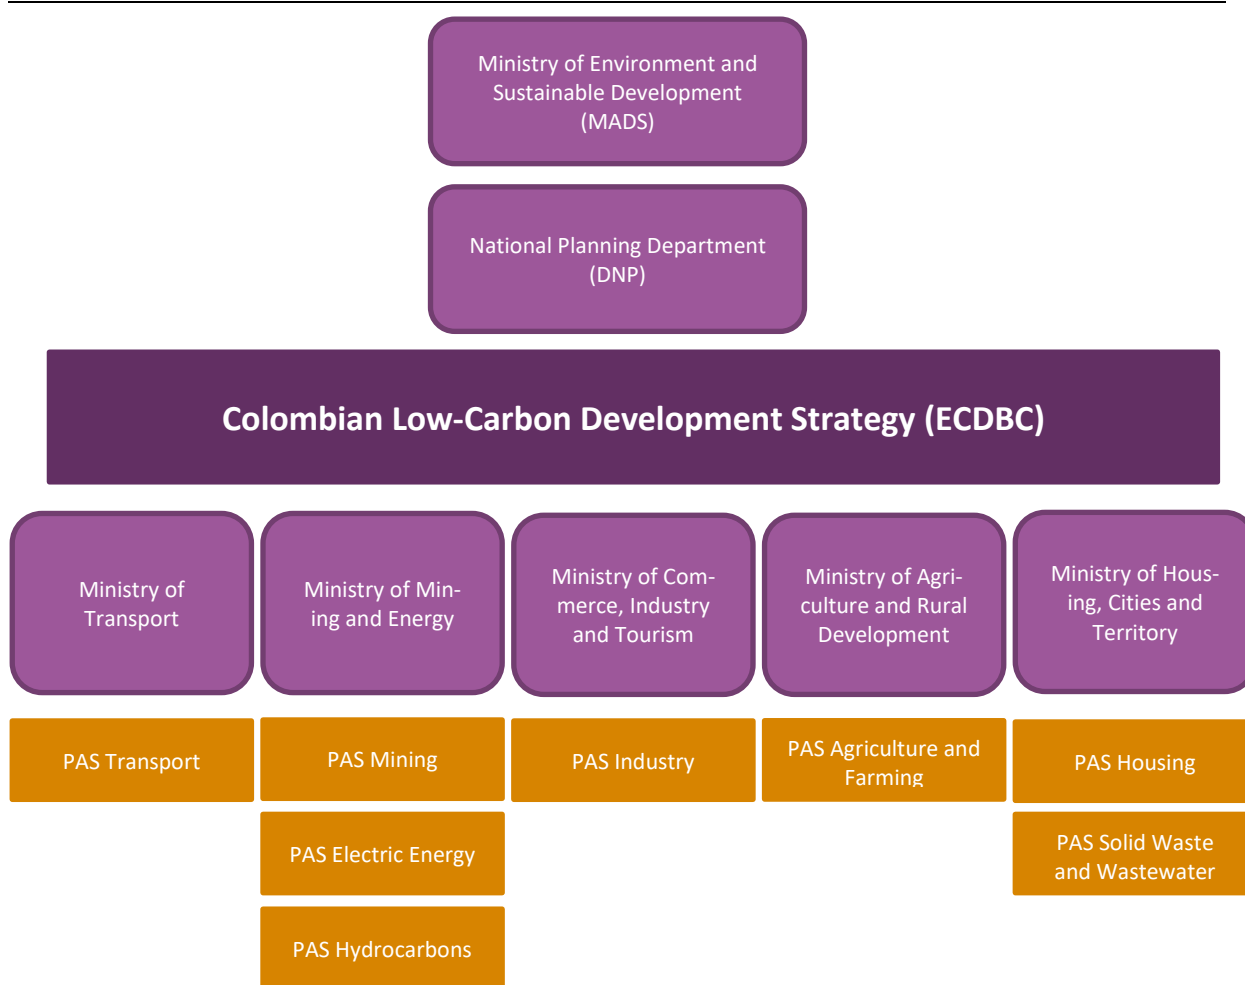 Ministry of Environment and
Sustainable Development
(MADS)
National Planning Department
(DNP)
Colombian Low-Carbon Development Strategy (ECDBC)
Ministry of
Transport
Ministry of Min-
ing and Energy
Ministry of Com-
merce, Industry
and Tourism
Ministry of Agri-
culture and Rural
Development
Ministry of Hous-
ing, Cities and
Territory
PAS Transport
PAS Mining
PAS Industry
PAS Agriculture and
Farming
PAS Housing
PAS Electric Energy
PAS Solid Waste
and Wastewater
PAS Hydrocarbons